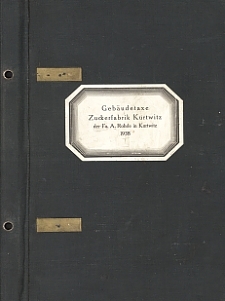 Gebäudetaxe
Zuckerfabrik Kurtwitz
der Fa. A. Rohde in Kurtwitz
1938